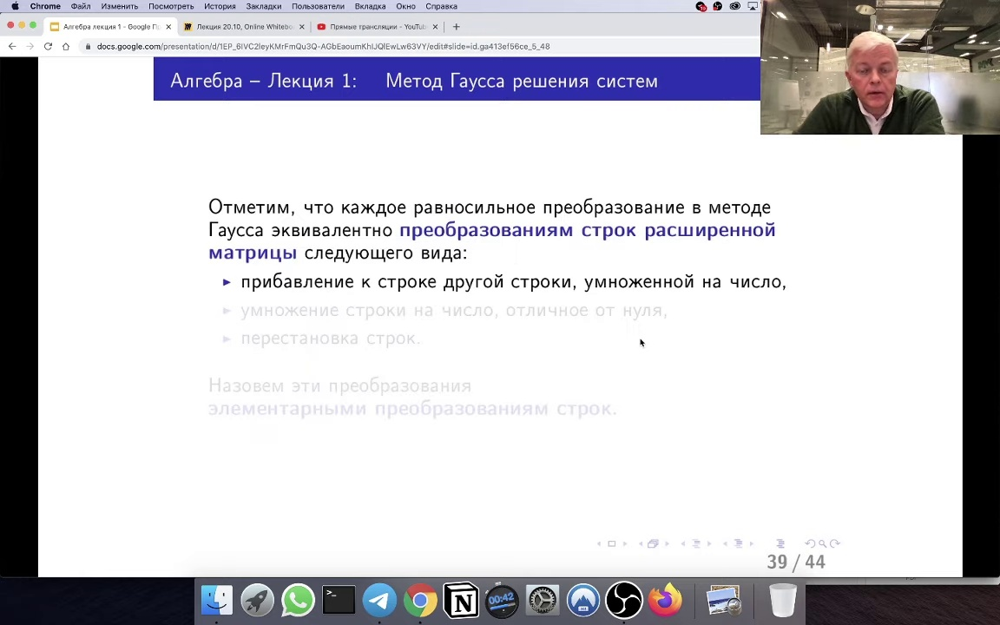 Chrome Файл Изменить Посмотреть История Закладки Пользователи Вкладка Окно Справка
Алгебра лекция 1 - Google П
Лекция 20.10, Online Whitebo
Прямые трансляции - YouTu
docs.google.com/presentation/d/1EP_6IVC2leyKMrFmQu3Q-AGbEaoumKhIJQlEwLw63VY/edit#slide=id.ga413ef56ce_5_48
Алгебра – Лекция 1: Метод Гаусса решения систем
Отметим, что каждое равносильное преобразование в методе
Гаусса эквивалентно преобразованиям строк расширенной
матрицы следующего вида:
прибавление к строке другой строки, умноженной на число,
умножение строки на число, отличное от нуля,
перестановка строк.
Назовем эти преобразования
элементарными преобразованиям строк.
39 / 44
00:42